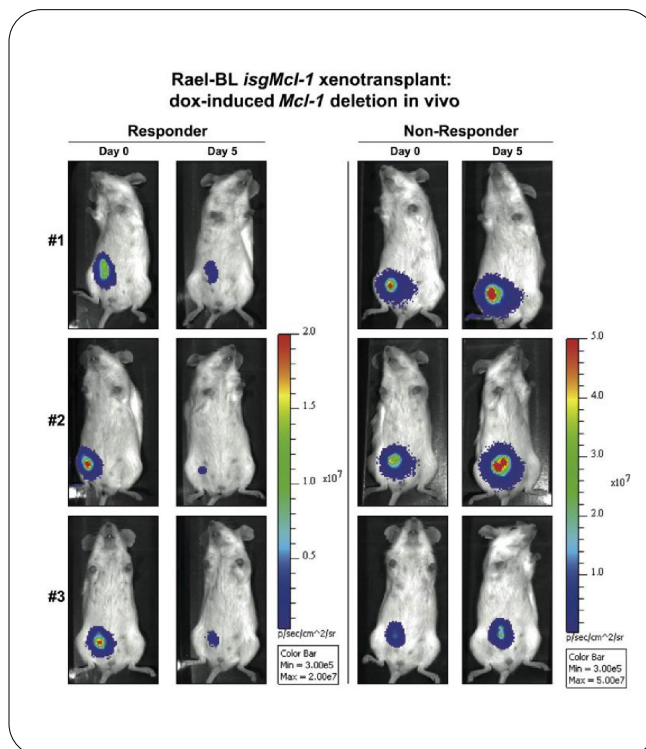 Rael-BL isgMcl-1 xenotransplant:
dox-induced Mcl-1 deletion in vivo
Responder
Non-Responder
Day 0
Day 5
Day 0
Day 5
#1
#2
#3
2.0
1.5
1.0
x10^7
0.5
p/sec/cm^2/sr
Color Bar
Min = 3.00e5
Max = 2.00e7
5.0
4.0
3.0
x10^7
2.0
1.0
p/sec/cm^2/sr
Color Bar
Min = 3.00e5
Max = 5.00e7